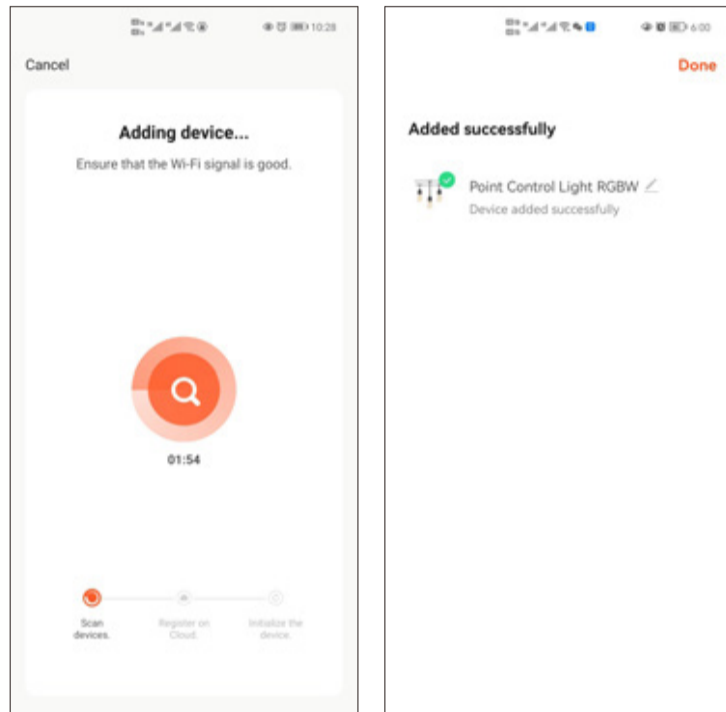 10:28
Cancel
Adding device...
Ensure that the Wi-Fi signal is good.
01:54
Scan
devices.
Register on
Cloud.
Initialize the
device.
6:00
Done
Added successfully
Point Control Light RGBW
Device added successfully